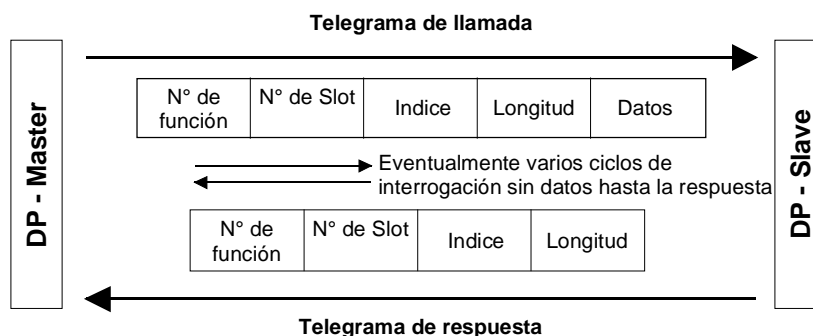 Telegrama de llamada
DP - Master
N° de función
N° de Slot
Indice
Longitud
Datos
DP - Slave
Eventualmente varios ciclos de
interrogación sin datos hasta la respuesta
N° de función
N° de Slot
Indice
Longitud
Telegrama de respuesta